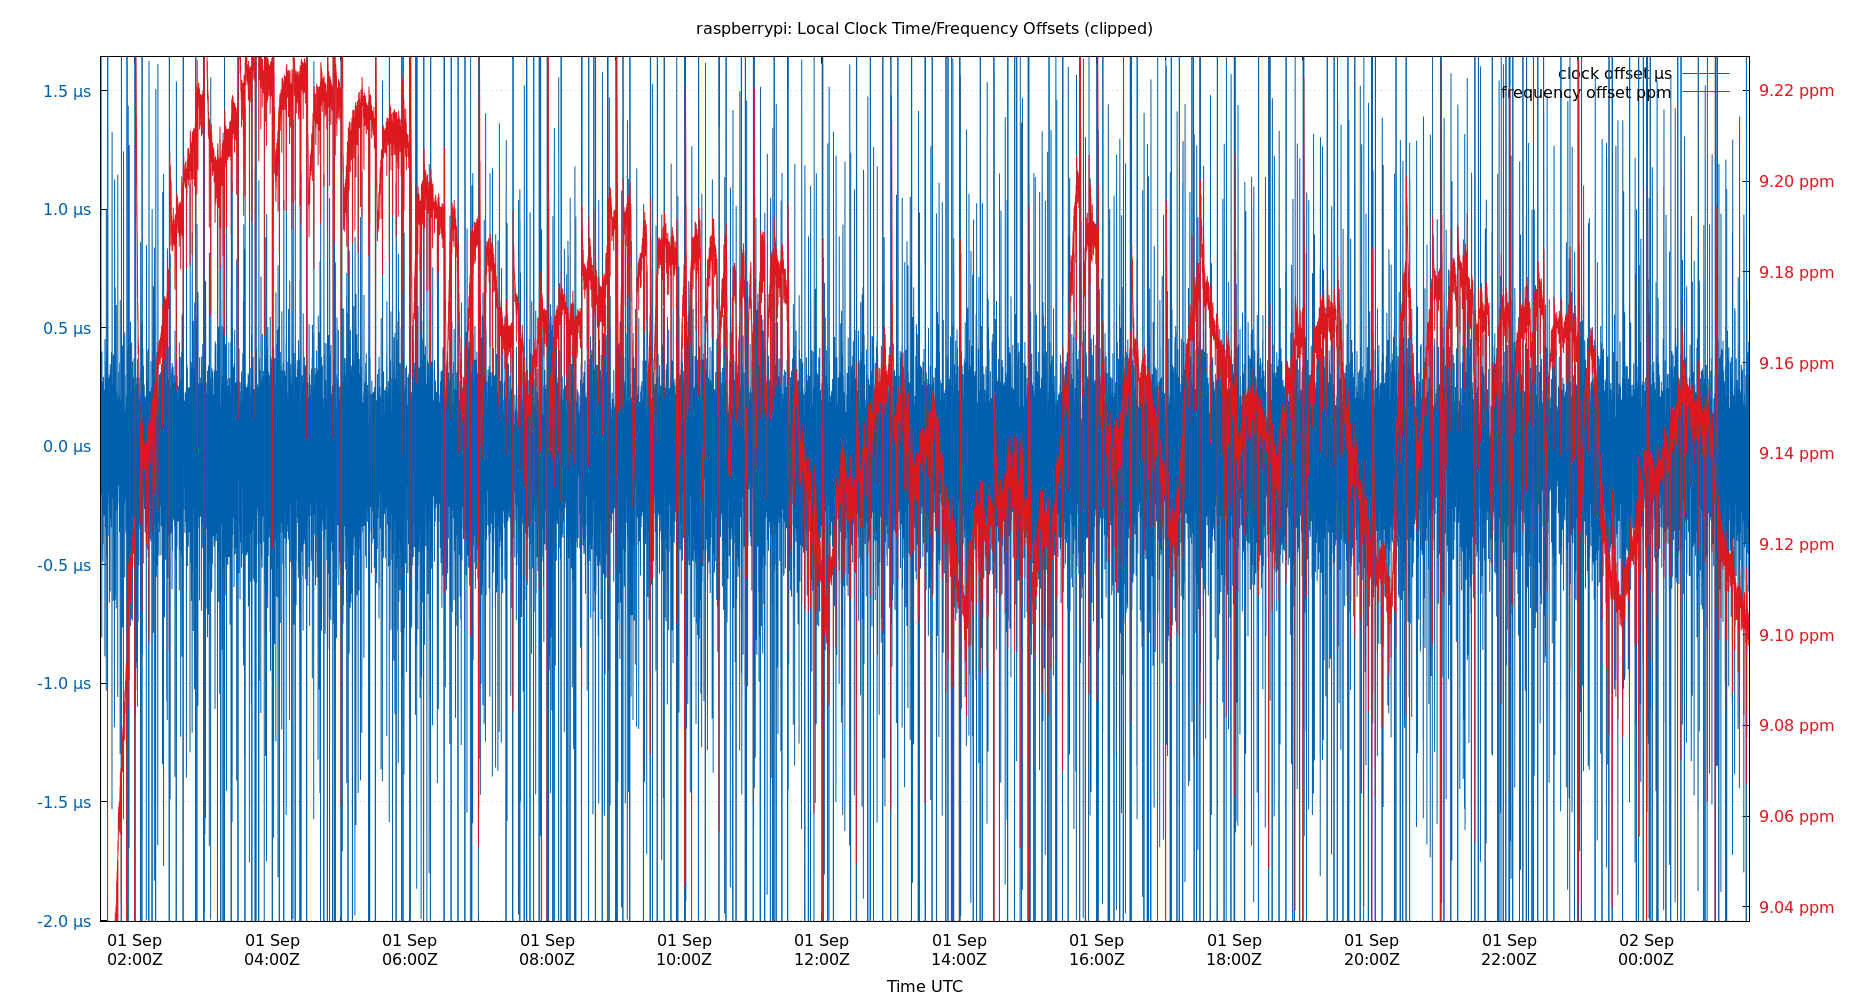 raspberrypi: Local Clock Time/Frequency Offsets (clipped)
clock offset µs
frequency offset ppm
1.5 µs
1.0 µs
0.5 µs
0.0 µs
-0.5 µs
-1.0 µs
-1.5 µs
-2.0 µs
9.22 ppm
9.20 ppm
9.18 ppm
9.16 ppm
9.14 ppm
9.12 ppm
9.10 ppm
9.08 ppm
9.06 ppm
9.04 ppm
01 Sep 01 Sep 01 Sep 01 Sep 01 Sep 01 Sep 01 Sep 01 Sep 01 Sep 01 Sep 01 Sep 02 Sep
02:00Z 04:00Z 06:00Z 08:00Z 10:00Z 12:00Z 14:00Z 16:00Z 18:00Z 20:00Z 22:00Z 00:00Z
Time UTC